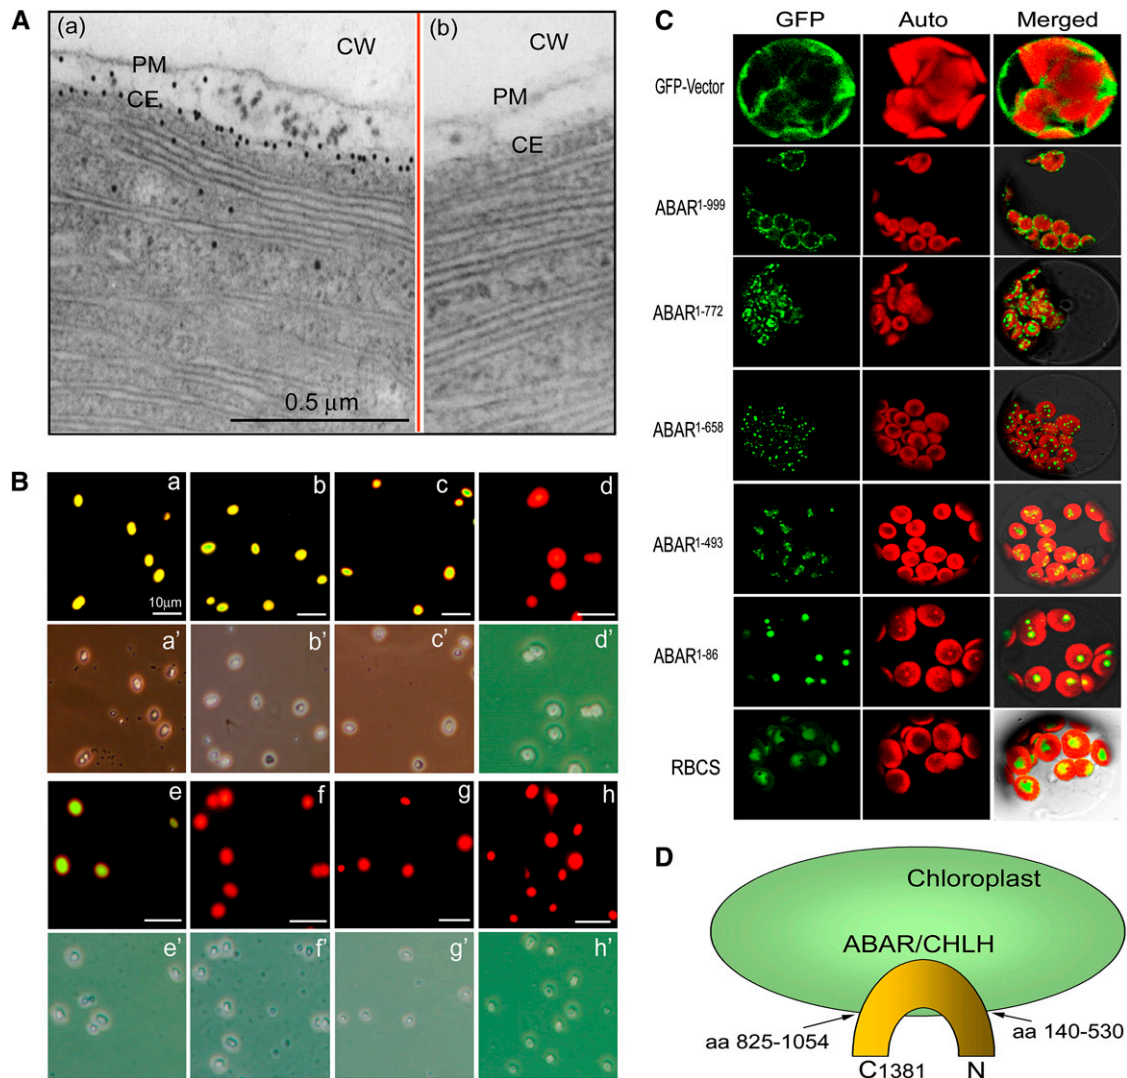 A
(a)
CW
PM
CE
0.5 µm
(b)
CW
PM
CE
B
a
b
c
d
10µm
a'
b'
c'
d'
e
f
g
h
e'
f'
g'
h'
C
GFP Auto Merged
GFP-Vector
ABAR1-999
ABAR1-772
ABAR1-658
ABAR1-493
ABAR1-86
RBCS
D
Chloroplast
ABAR/CHLH
aa 825-1054
aa 140-530
C1381 N